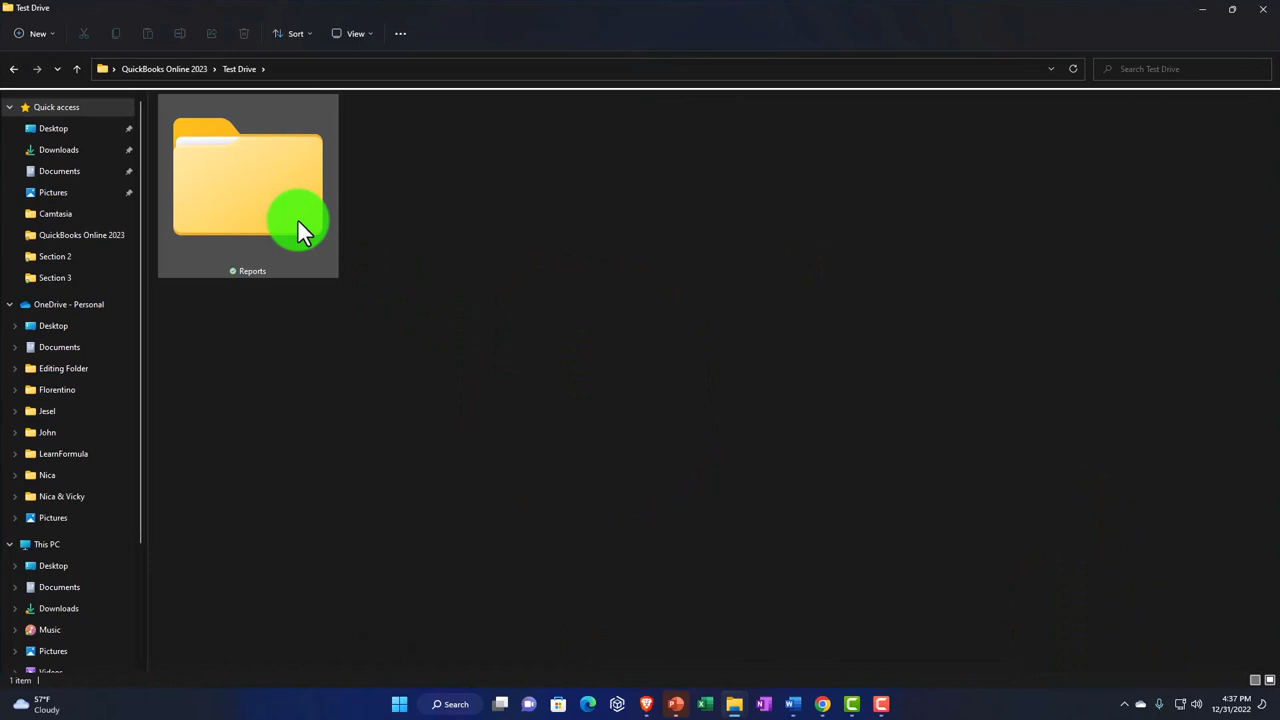 Test Drive
New
Sort
View
QuickBooks Online 2023
Test Drive
Search Test Drive
Quick access
Desktop
Downloads
Documents
Pictures
Camtasia
QuickBooks Online 2023
Section 2
Section 3
OneDrive - Personal
Desktop
Documents
Editing Folder
Florentino
Jesel
John
LearnFormula
Nica
Nica & Vicky
Pictures
This PC
Desktop
Documents
Downloads
Music
Pictures
Videos
Reports
1 item
57°F
Cloudy
Search
4:37 PM
12/31/2022